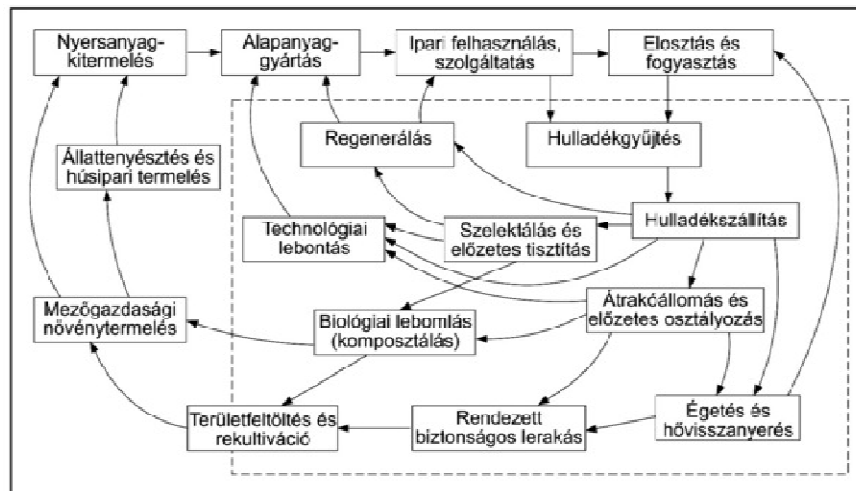 Nyersanyag-
kitermelés
Alapanyag-
gyártás
Ipari felhasználás,
szolgáltatás
Elosztás és
fogyasztás
Regenerálás
Hulladékgyűjtés
Állattenyésztés és
húsipari termelés
Technológiai
lebontás
Szelektálás és
előzetes tisztítás
Hulladékszállítás
Mezőgazdasági
növénytermelés
Biológiai lebomlás
(komposztálás)
Átrakóállomás és
előzetes osztályozás
Területfeltöltés és
rekultiváció
Rendezett
biztonságos lerakás
Égetés és
hővisszanyerés